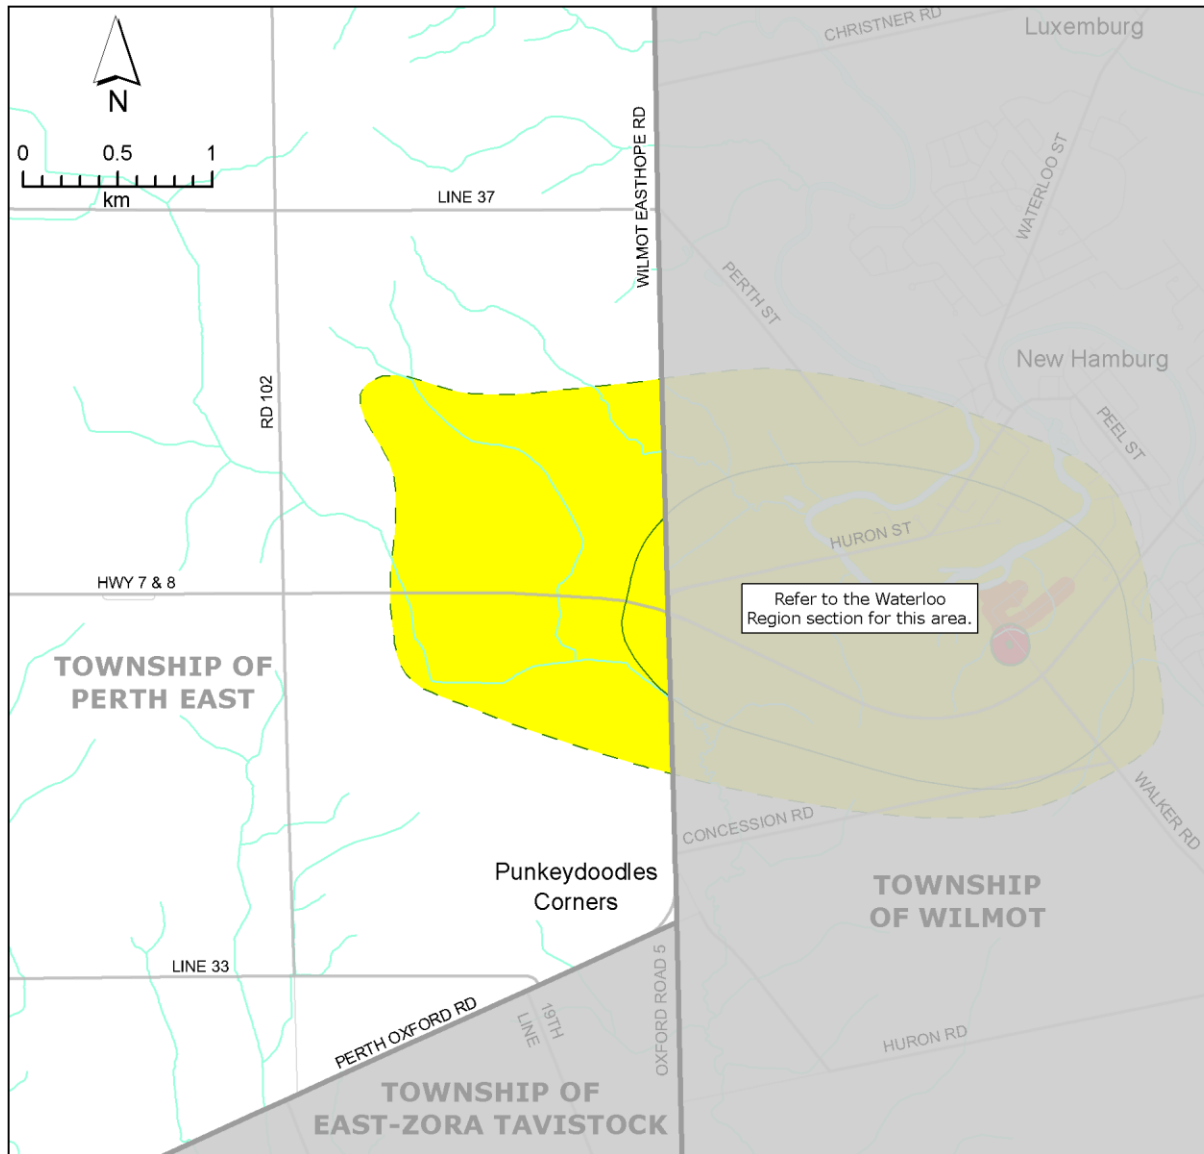 CHRISTNER RD
Luxemburg
N
0 0.5 1
km
WILMOT EASTHOPE RD
WATERLOO ST
LINE 37
PERTH ST
New Hamburg
RD 102
PEEL ST
HURON ST
HWY 7 & 8
Refer to the Waterloo
Region section for this area.
TOWNSHIP OF
PERTH EAST
WALKER RD
CONCESSION RD
Punkeydoodles
Corners
TOWNSHIP
OF WILMOT
LINE 33
OXFORD ROAD 5
PERTH OXFORD RD
19TH
LINE
HURON RD
TOWNSHIP OF
EAST-ZORA TAVISTOCK